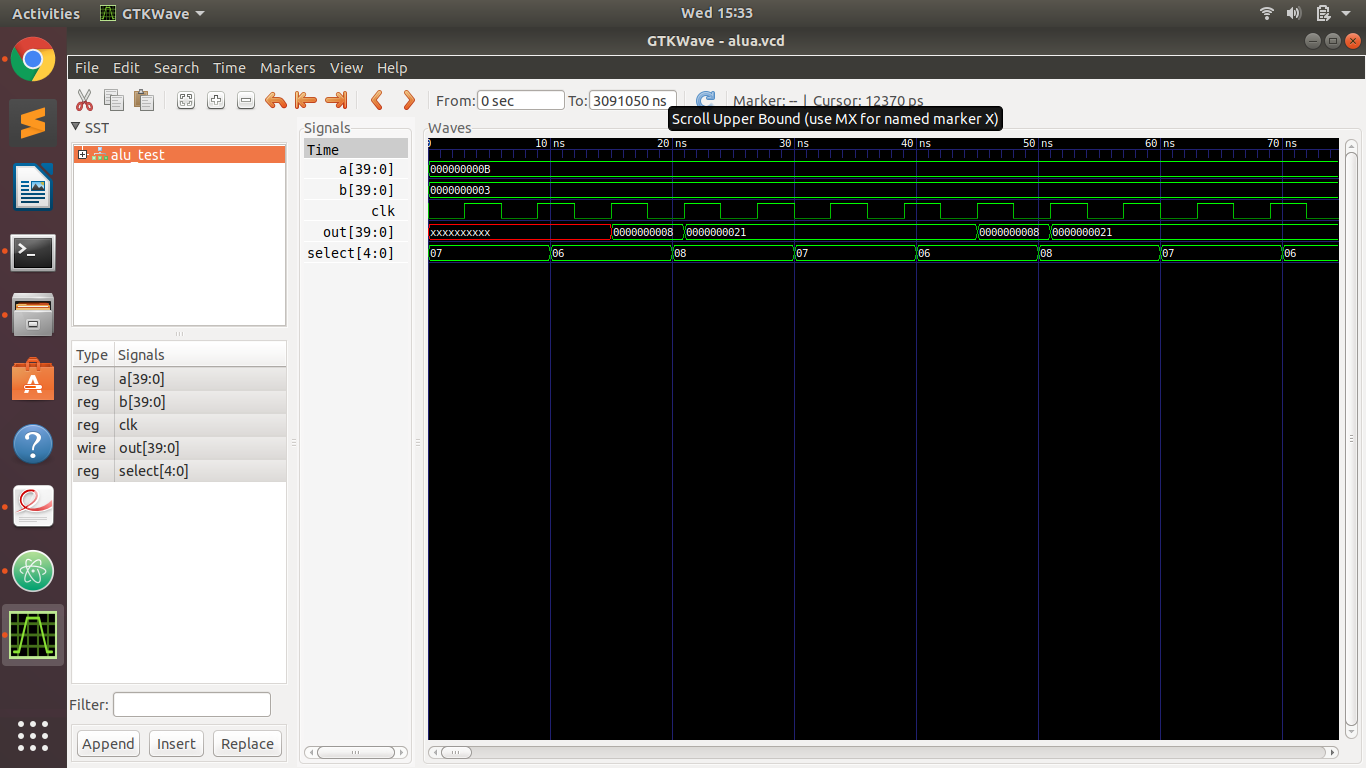 Activities GTKWave Wed 15:33
GTKWave - alua.vcd
File Edit Search Time Markers View Help
From: 0 sec To: 3091050 ns Marker: -- | Cursor: 12370 ps
Scroll Upper Bound (use MX for named marker X)
SST
alu_test
Type Signals
reg a[39:0]
reg b[39:0]
reg clk
wire out[39:0]
reg select[4:0]
Filter:
Append Insert Replace
Signals
Time
a[39:0]
b[39:0]
clk
out[39:0]
select[4:0]
Waves
0 10 ns 20 ns 30 ns 40 ns 50 ns 60 ns 70 ns
000000000B
0000000003
xxxxxxxxxx 0000000008 0000000021 0000000008 0000000021
07 06 08 07 06 08 07 06